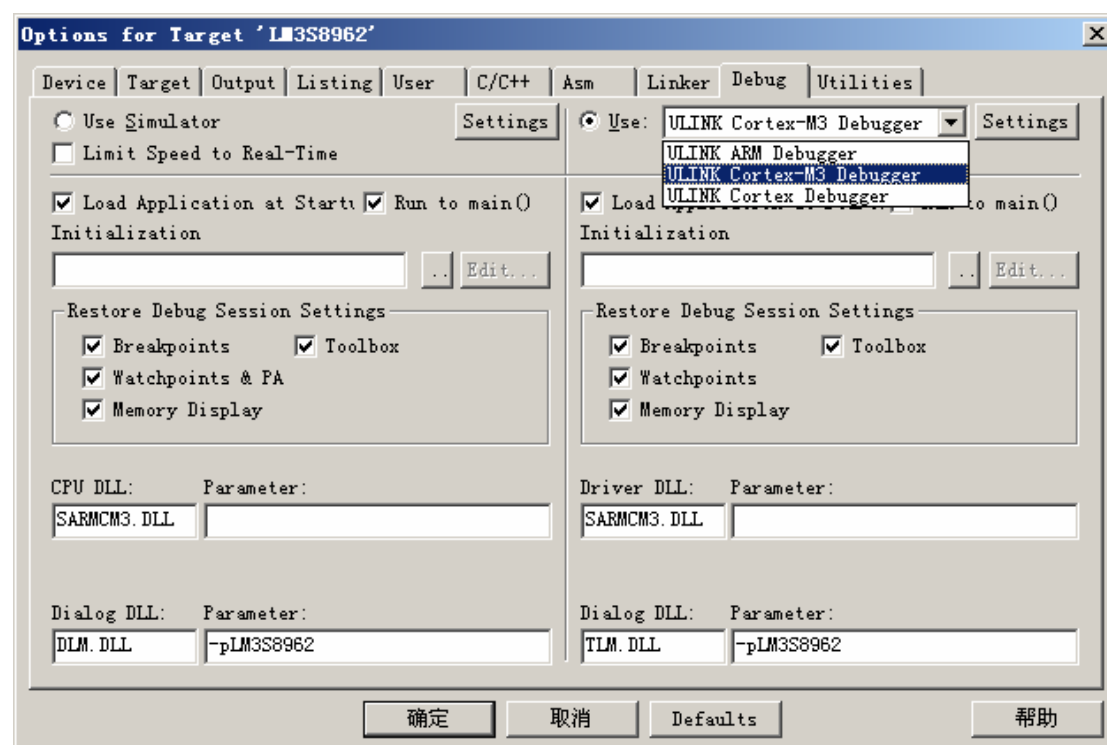 Options for Target 'LM3S8962'
Device Target Output Listing User C/C++ Asm Linker Debug Utilities
Use Simulator Settings Use: ULINK Cortex-M3 Debugger Settings
Limit Speed to Real-Time ULINK ARM Debugger
ULINK Cortex-M3 Debugger
ULINK Cortex Debugger
Load Application at Startu Run to main() Load to main()
Initialization Initialization
.. Edit... .. Edit...
Restore Debug Session Settings Restore Debug Session Settings
Breakpoints Toolbox Breakpoints Toolbox
Watchpoints & PA Watchpoints
Memory Display Memory Display
CPU DLL: Parameter: Driver DLL: Parameter:
SARMCM3.DLL SARMCM3.DLL
Dialog DLL: Parameter: Dialog DLL: Parameter:
DLM.DLL -pLM3S8962 TLM.DLL -pLM3S8962
确定 取消 Defaults 帮助